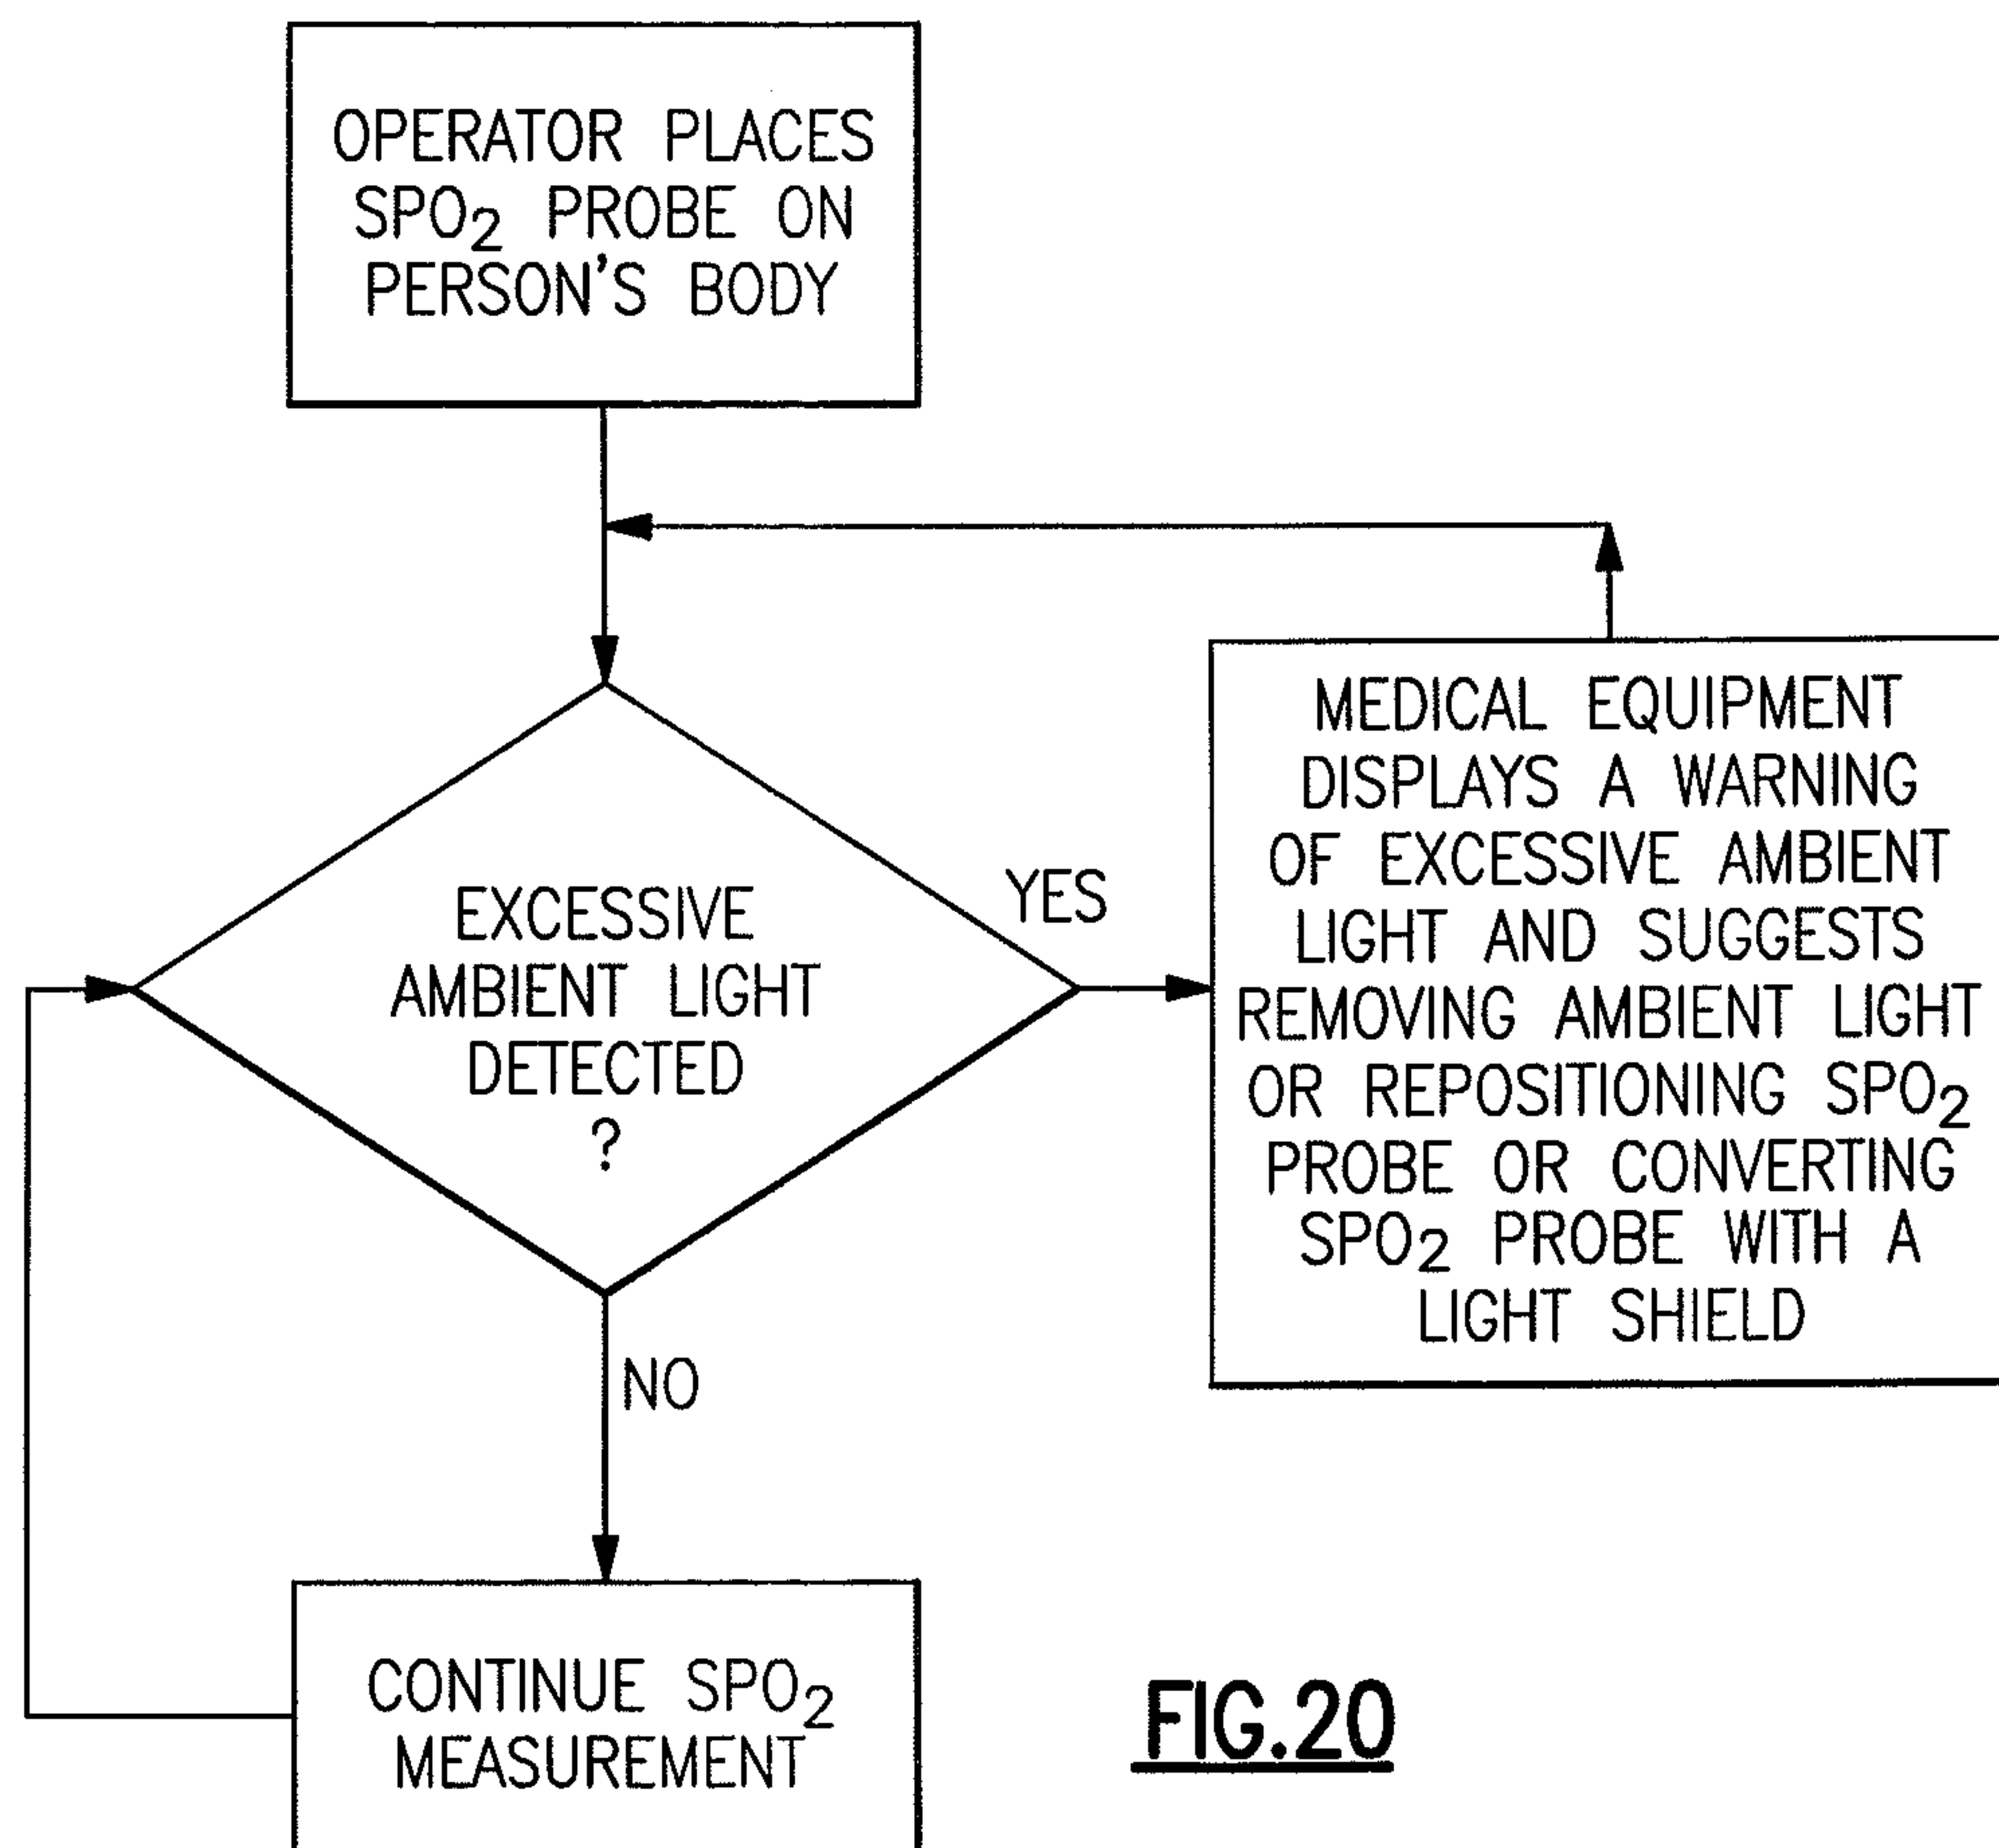 OPERATOR PLACES
SPO₂ PROBE ON
PERSON'S BODY
EXCESSIVE
AMBIENT LIGHT
DETECTED
?
YES
MEDICAL EQUIPMENT
DISPLAYS A WARNING
OF EXCESSIVE AMBIENT
LIGHT AND SUGGESTS
REMOVING AMBIENT LIGHT
OR REPOSITIONING SPO₂
PROBE OR CONVERTING
SPO₂ PROBE WITH A
LIGHT SHIELD
NO
CONTINUE SPO₂
MEASUREMENT
FIG.20